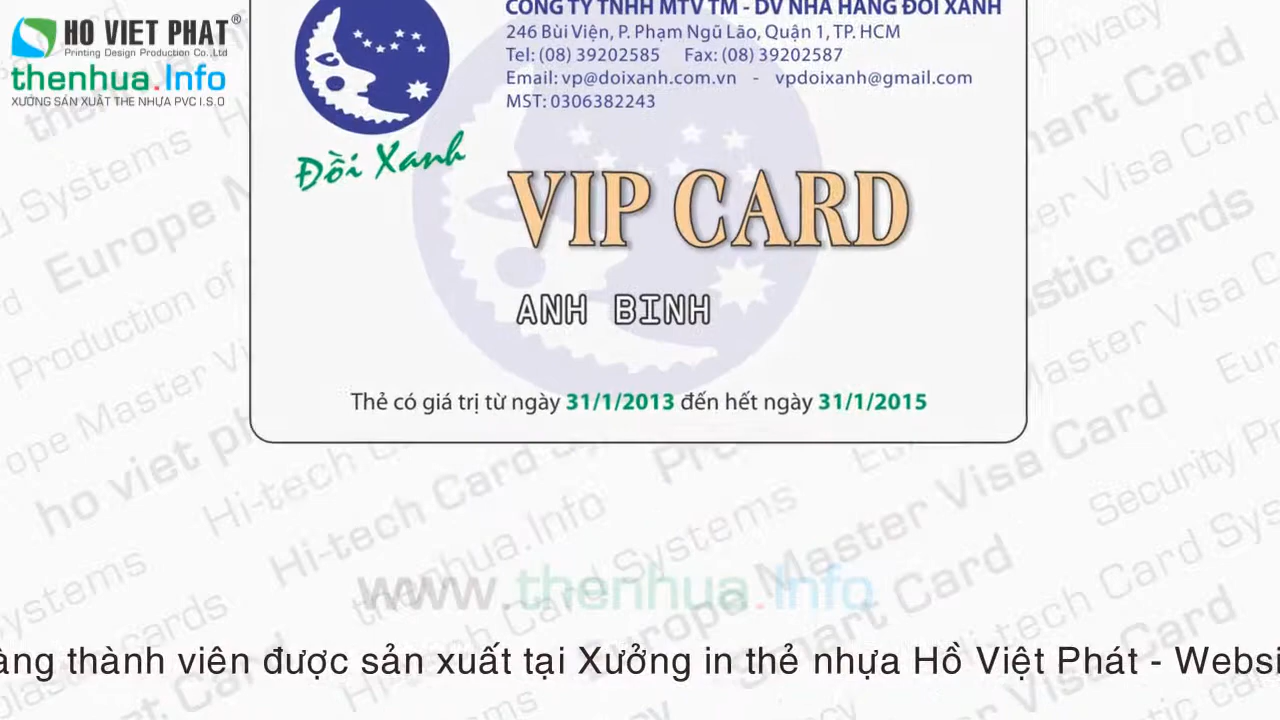 HO VIET PHAT®
Printing Design Production Co.,Ltd
thenhua.Info
XƯỞNG SẢN XUẤT THẺ NHỰA PVC I.S.O
CÔNG TY TNHH MTV TM - DV NHÀ HÀNG ĐỒI XANH
246 Bùi Viện, P. Phạm Ngũ Lão, Quận 1, TP. HCM
Tel: (08) 39202585 Fax: (08) 39202587
Email: vp@doixanh.com.vn - vpdoixanh@gmail.com
MST: 0306382243
Đồi Xanh
VIP CARD
ANH BINH
Thẻ có giá trị từ ngày 31/1/2013 đến hết ngày 31/1/2015
www.thenhua.Info
àng thành viên được sản xuất tại Xưởng in thẻ nhựa Hồ Việt Phát - Websi